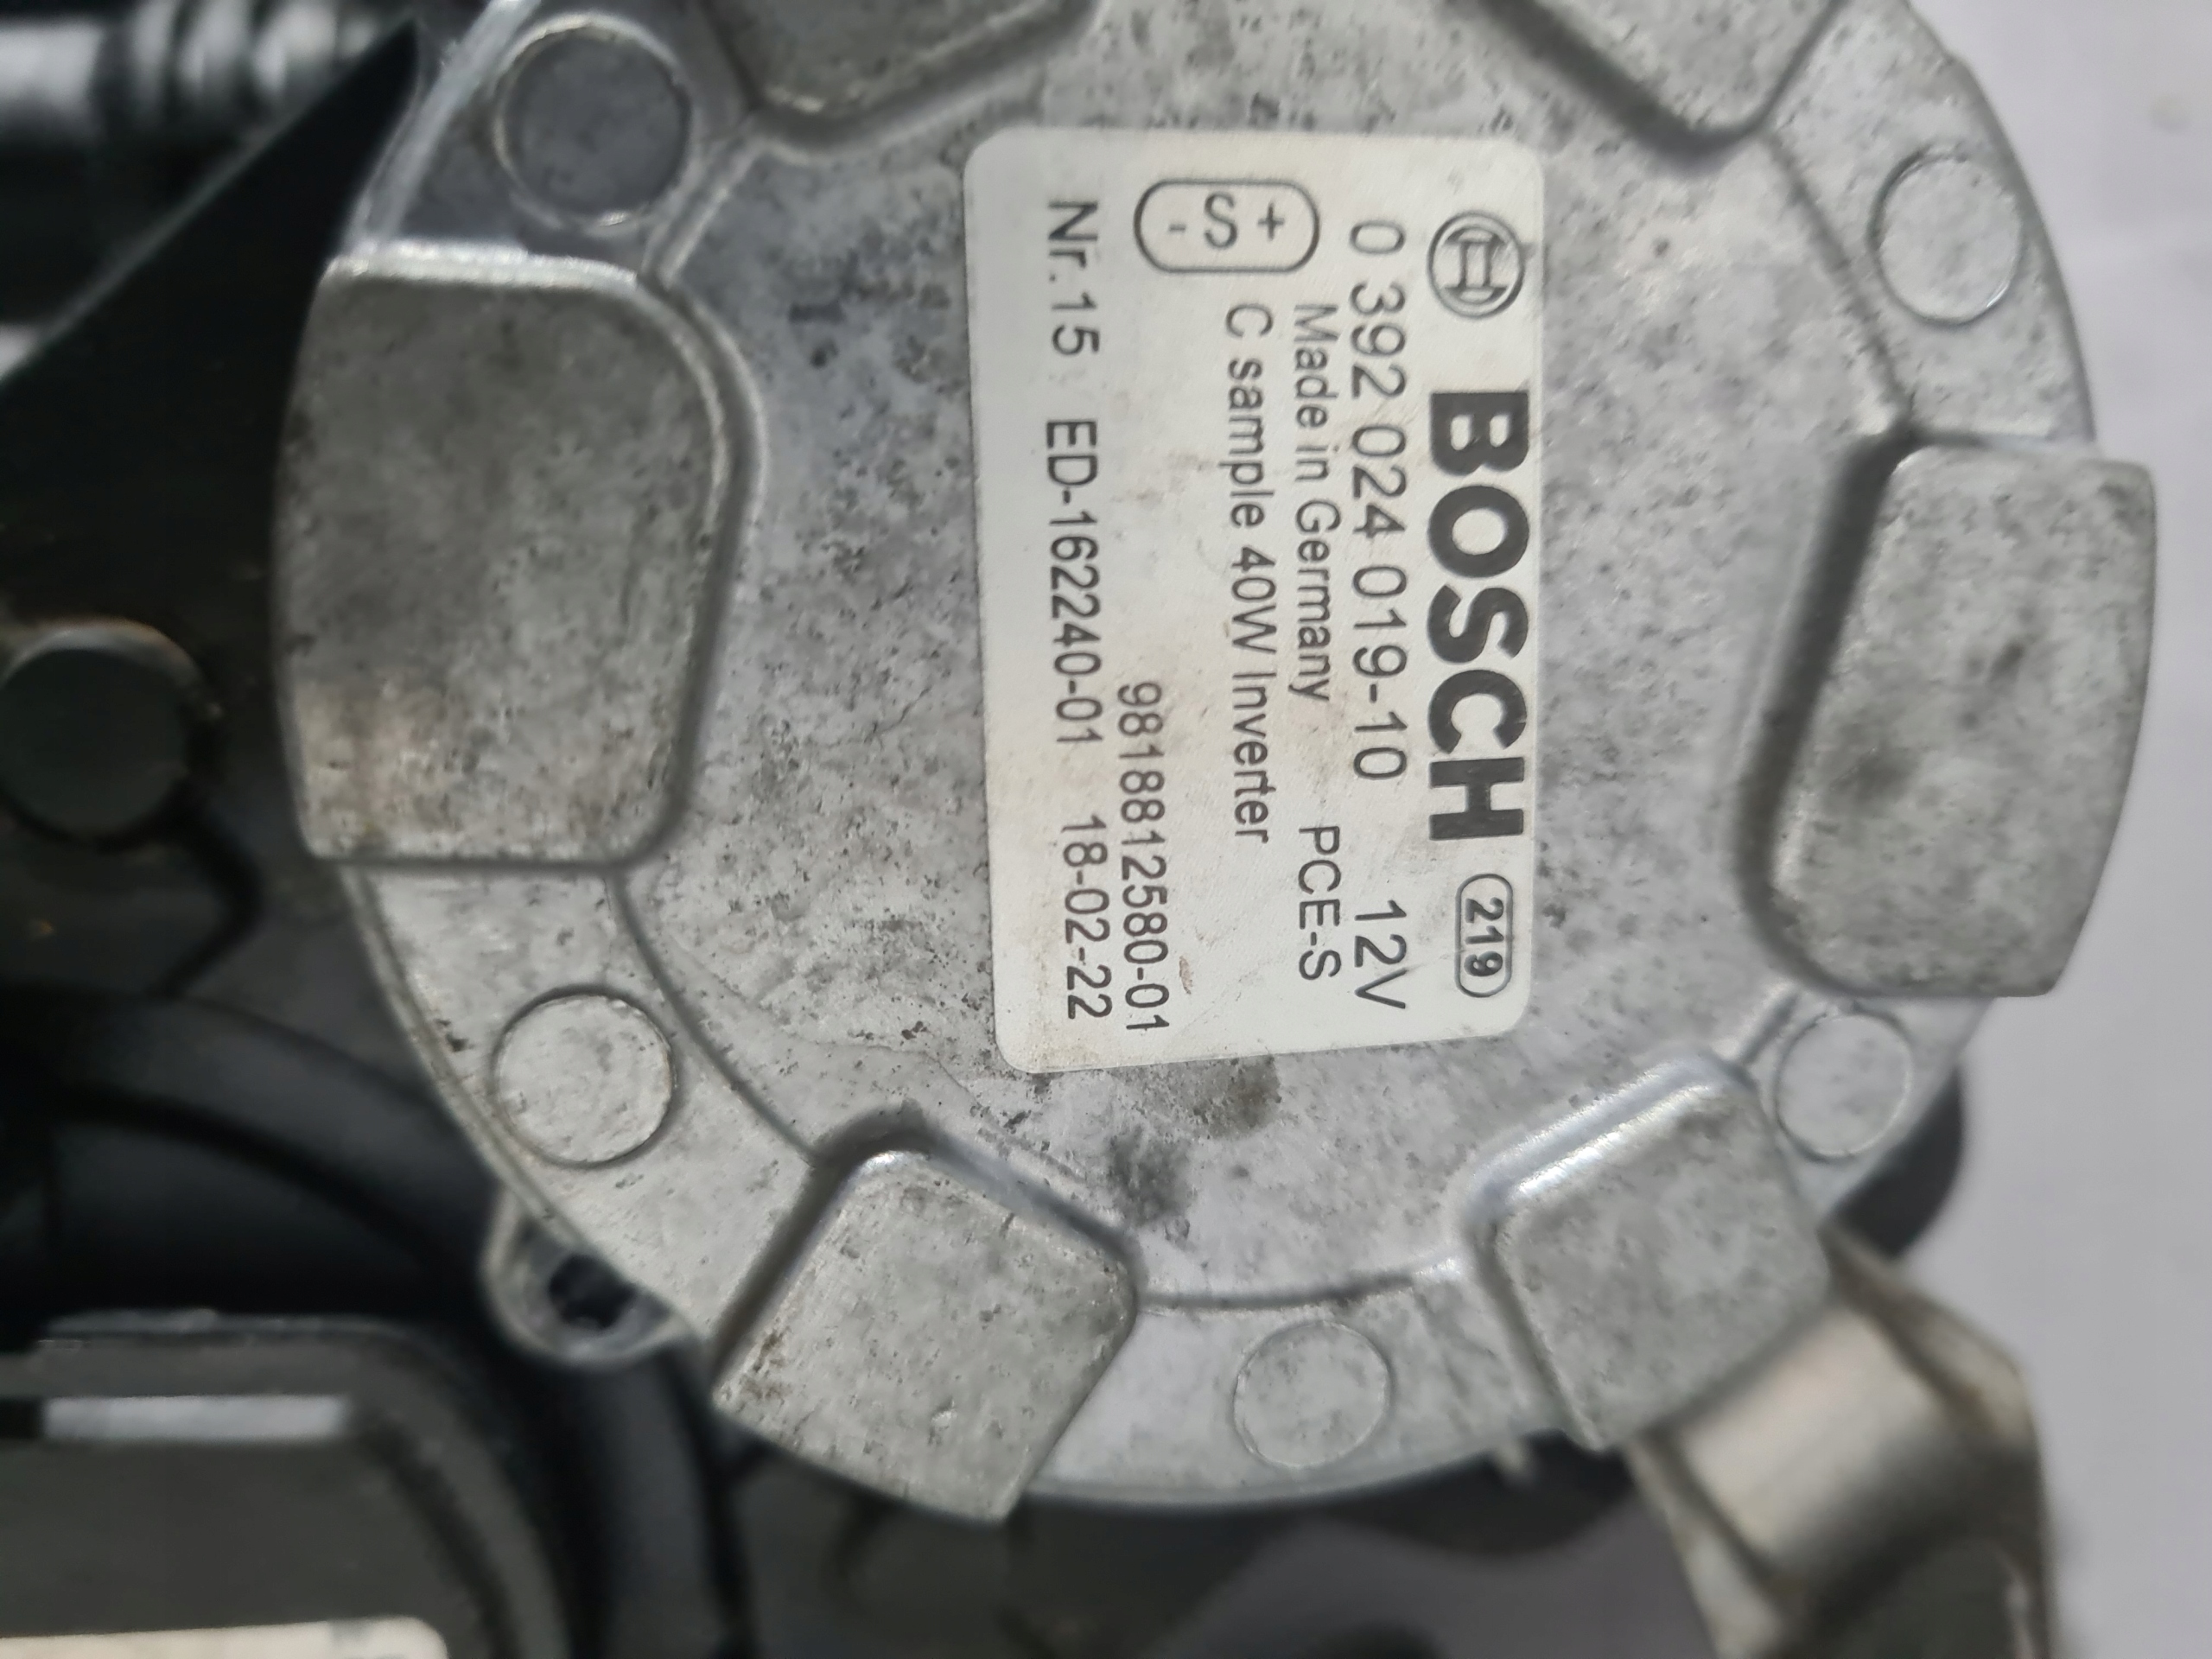 BOSCH 219
0 392 024 019-10 12V
Made in Germany PCE-S
+ S - C sample 40W Inverter
9818812580-01
Nr.15 ED-162240-01 18-02-22